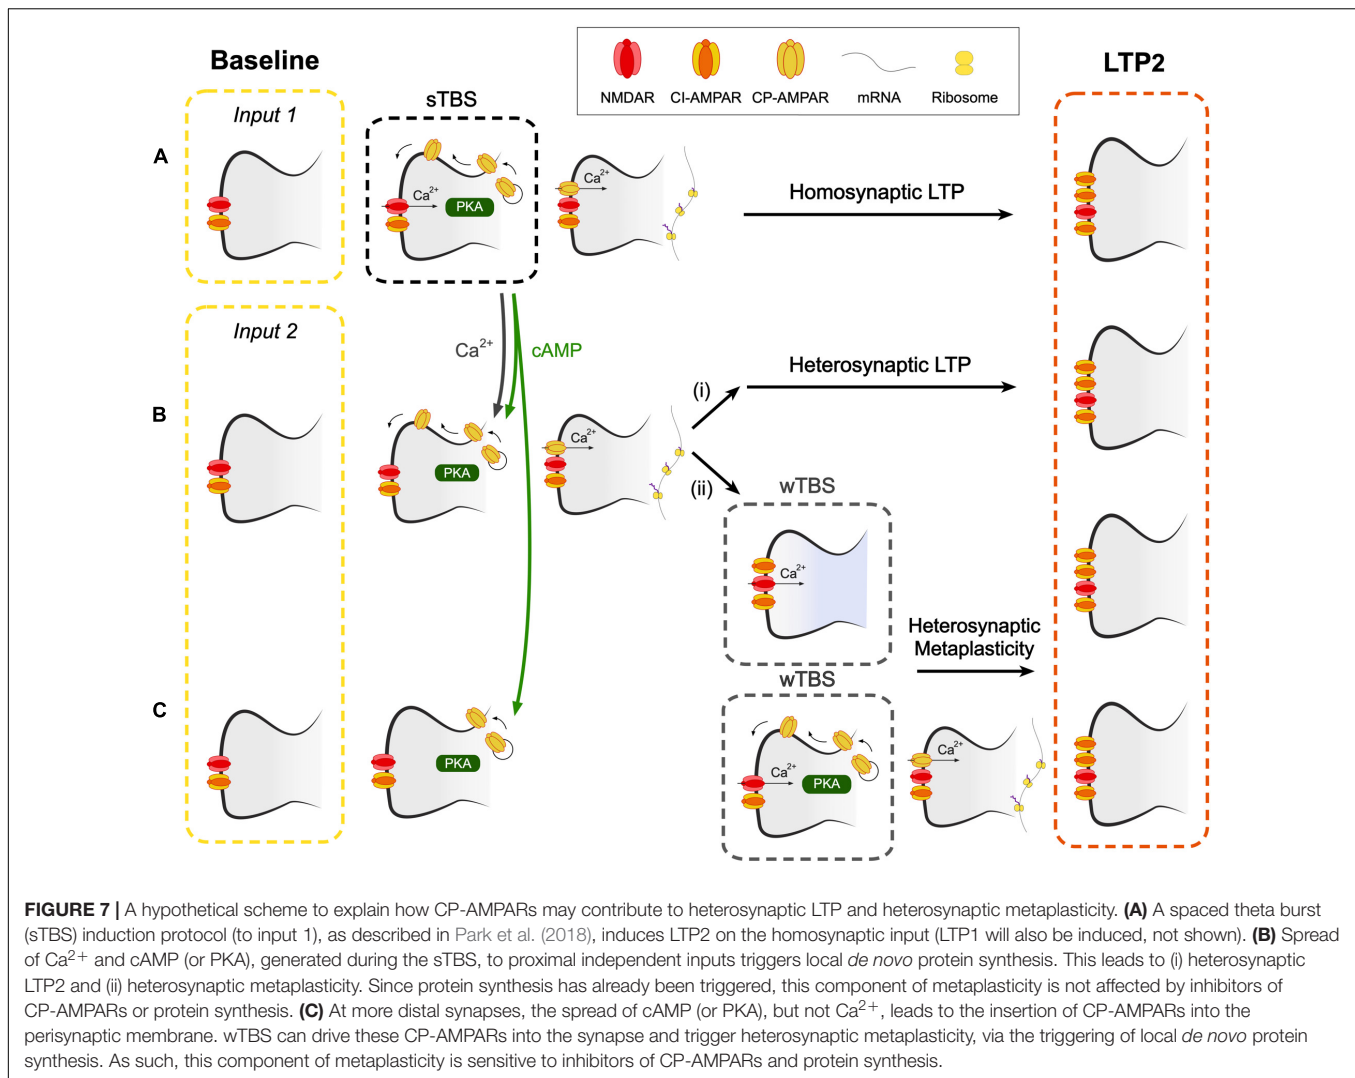 Baseline
LTP2
NMDAR
CI-AMPAR
CP-AMPAR
mRNA
Ribosome
Input 1
sTBS
A
Ca2+
PKA
Ca2+
Homosynaptic LTP
Input 2
Ca2+
cAMP
B
PKA
Ca2+
(i)
(ii)
Heterosynaptic LTP
wTBS
Ca2+
Heterosynaptic
Metaplasticity
wTBS
C
PKA
Ca2+
PKA
Ca2+
FIGURE 7 | A hypothetical scheme to explain how CP-AMPARs may contribute to heterosynaptic LTP and heterosynaptic metaplasticity. (A) A spaced theta burst
(sTBS) induction protocol (to input 1), as described in Park et al. (2018), induces LTP2 on the homosynaptic input (LTP1 will also be induced, not shown). (B) Spread
of Ca2+ and cAMP (or PKA), generated during the sTBS, to proximal independent inputs triggers local de novo protein synthesis. This leads to (i) heterosynaptic
LTP2 and (ii) heterosynaptic metaplasticity. Since protein synthesis has already been triggered, this component of metaplasticity is not affected by inhibitors of
CP-AMPARs or protein synthesis. (C) At more distal synapses, the spread of cAMP (or PKA), but not Ca2+, leads to the insertion of CP-AMPARs into the
perisynaptic membrane. wTBS can drive these CP-AMPARs into the synapse and trigger heterosynaptic metaplasticity, via the triggering of local de novo protein
synthesis. As such, this component of metaplasticity is sensitive to inhibitors of CP-AMPARs and protein synthesis.